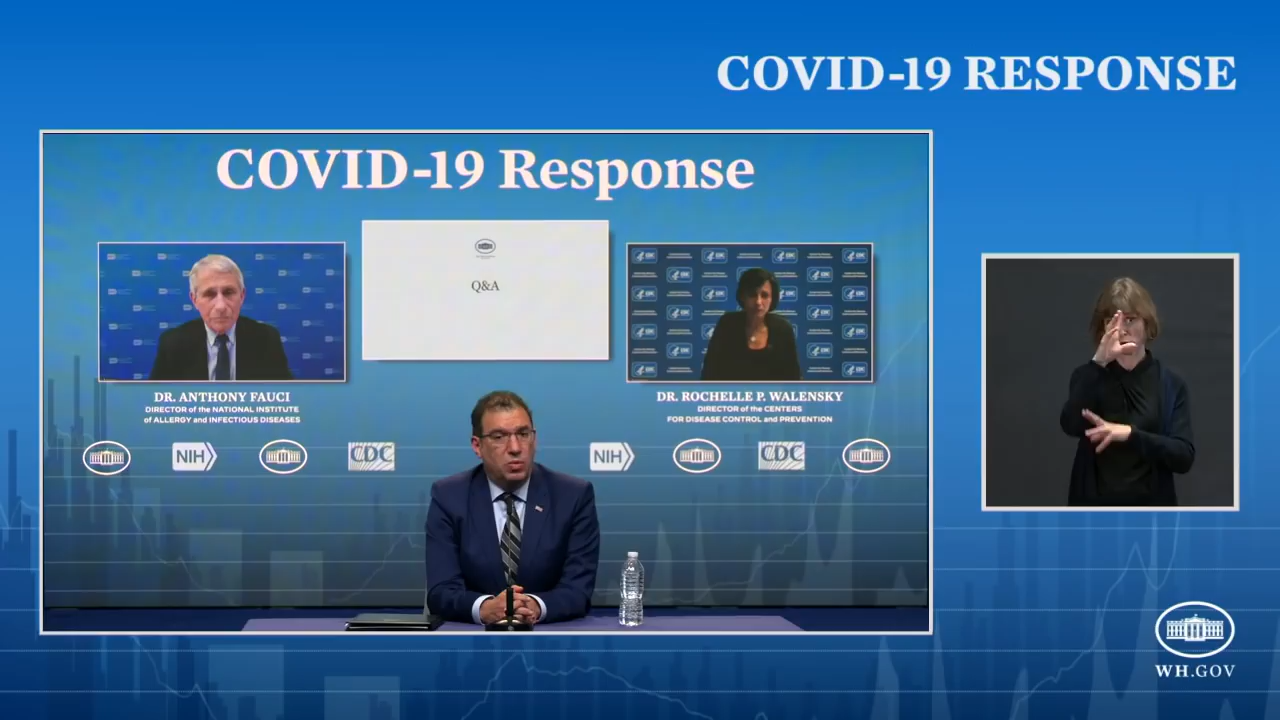 COVID-19 RESPONSE
COVID-19 Response
Q&A
DR. ANTHONY FAUCI
DIRECTOR of the NATIONAL INSTITUTE
of ALLERGY and INFECTIOUS DISEASES
DR. ROCHELLE P. WALENSKY
DIRECTOR of the CENTERS
FOR DISEASE CONTROL and PREVENTION
NIH
CDC
NIH
CDC
WH.GOV